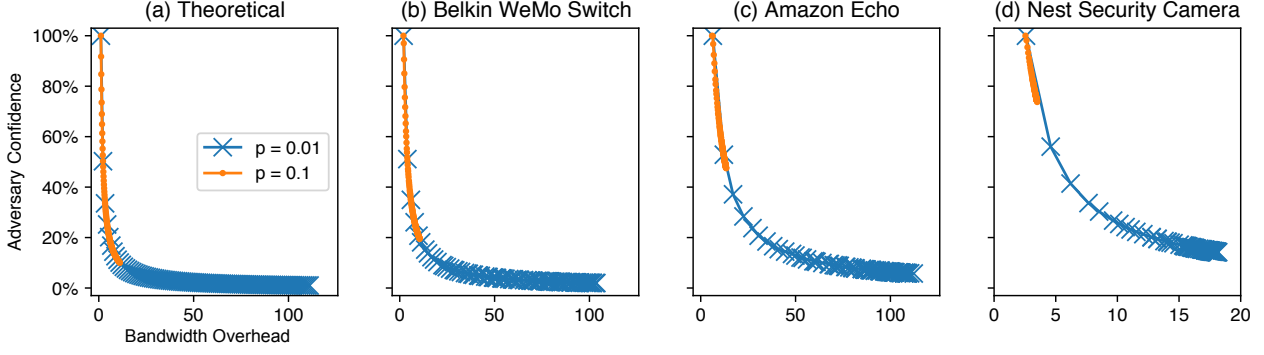 (a) Theoretical
(b) Belkin WeMo Switch
(c) Amazon Echo
(d) Nest Security Camera
Adversary Confidence
100%
80%
60%
40%
20%
0%
p = 0.01
p = 0.1
0 50 100
0 50 100
0 50 100
0 5 10 15 20
Bandwidth Overhead